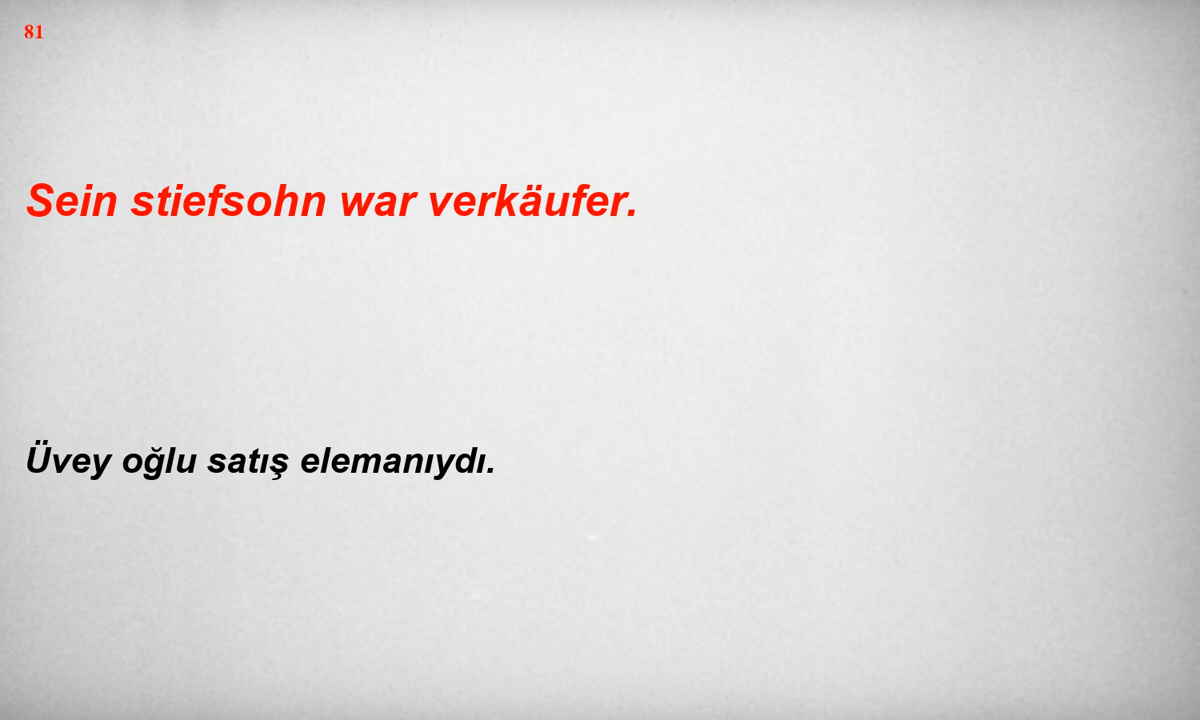 81
Sein stiefsohn war verkäufer.
Üvey oğlu satış elemanıydı.